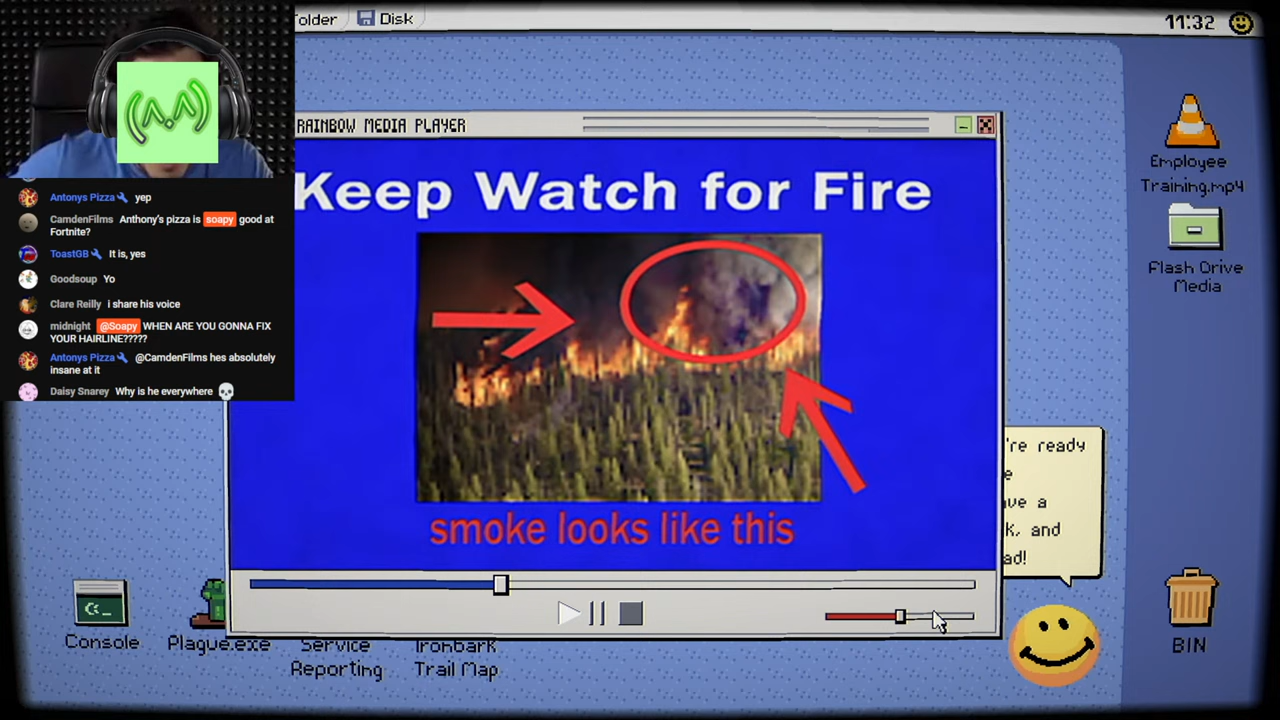 older
Disk
11:32
(^.^)
Antonys Pizza yep
CamdenFilms Anthony's pizza is soapy good at
Fortnite?
ToastGB It is, yes
Goodsoup Yo
Clare Reilly i share his voice
midnight @Soapy WHEN ARE YOU GONNA FIX
YOUR HAIRLINE?????
Antonys Pizza @CamdenFilms hes absolutely
insane at it
Daisy Snarey Why is he everywhere 💀
RAINBOW MEDIA PLAYER
Keep Watch for Fire
smoke looks like this
Employee
Training.mp4
Flash Drive
Media
're ready
e
ve a
k, and
ad!
Console
Plague.exe
Service
Reporting
Ironbark
Trail Map
BIN